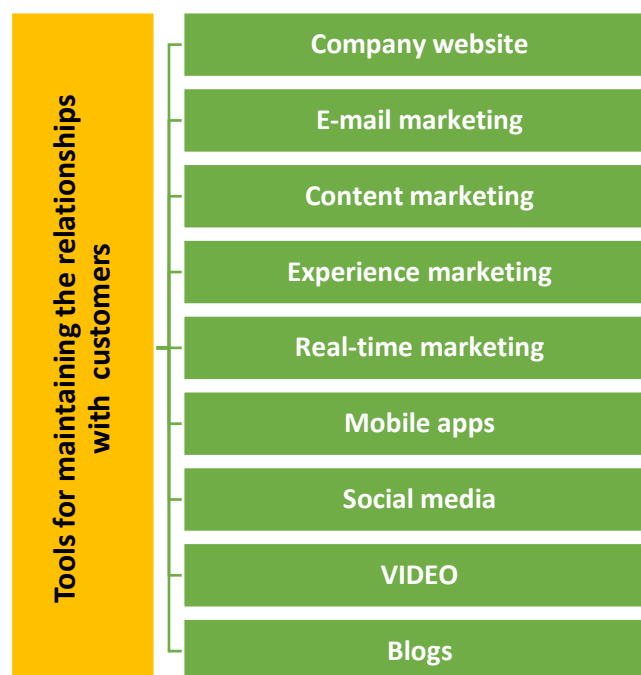 Tools for maintaining the relationships
with customers
Company website
E-mail marketing
Content marketing
Experience marketing
Real-time marketing
Mobile apps
Social media
VIDEO
Blogs